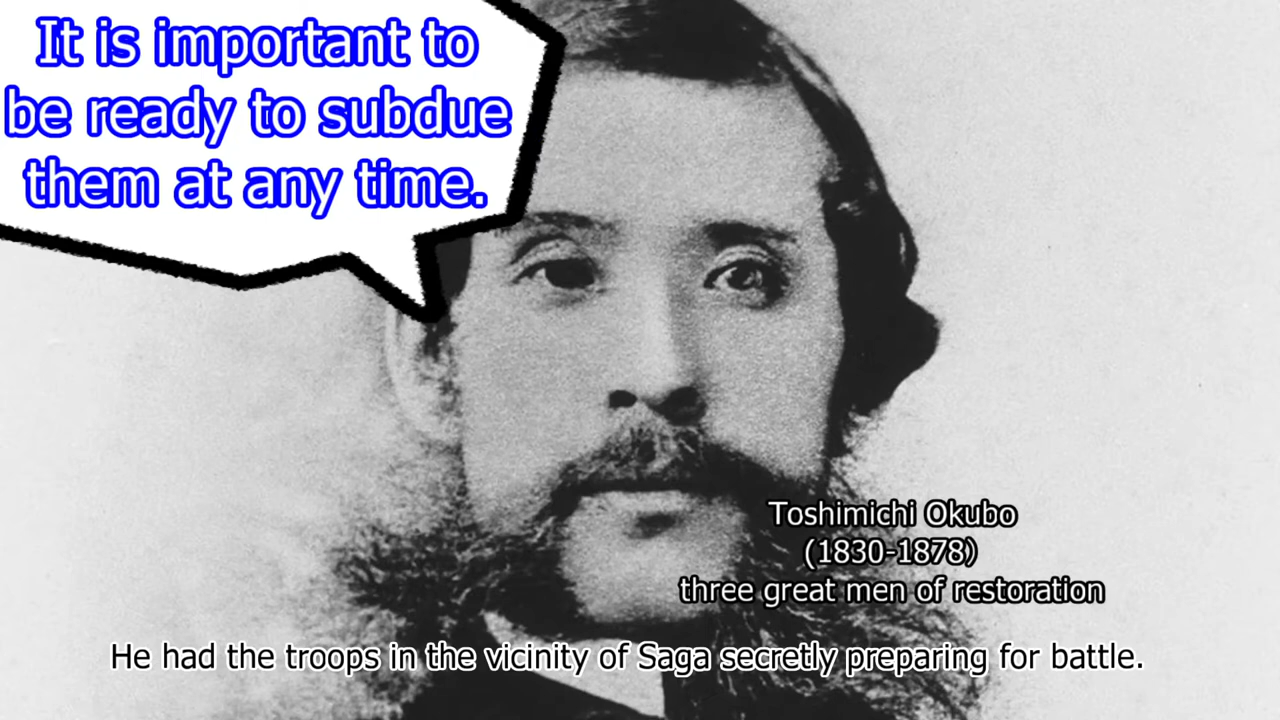 It is important to
be ready to subdue
them at any time.
Toshimichi Okubo
(1830-1878)
three great men of restoration
He had the troops in the vicinity of Saga secretly preparing for battle.